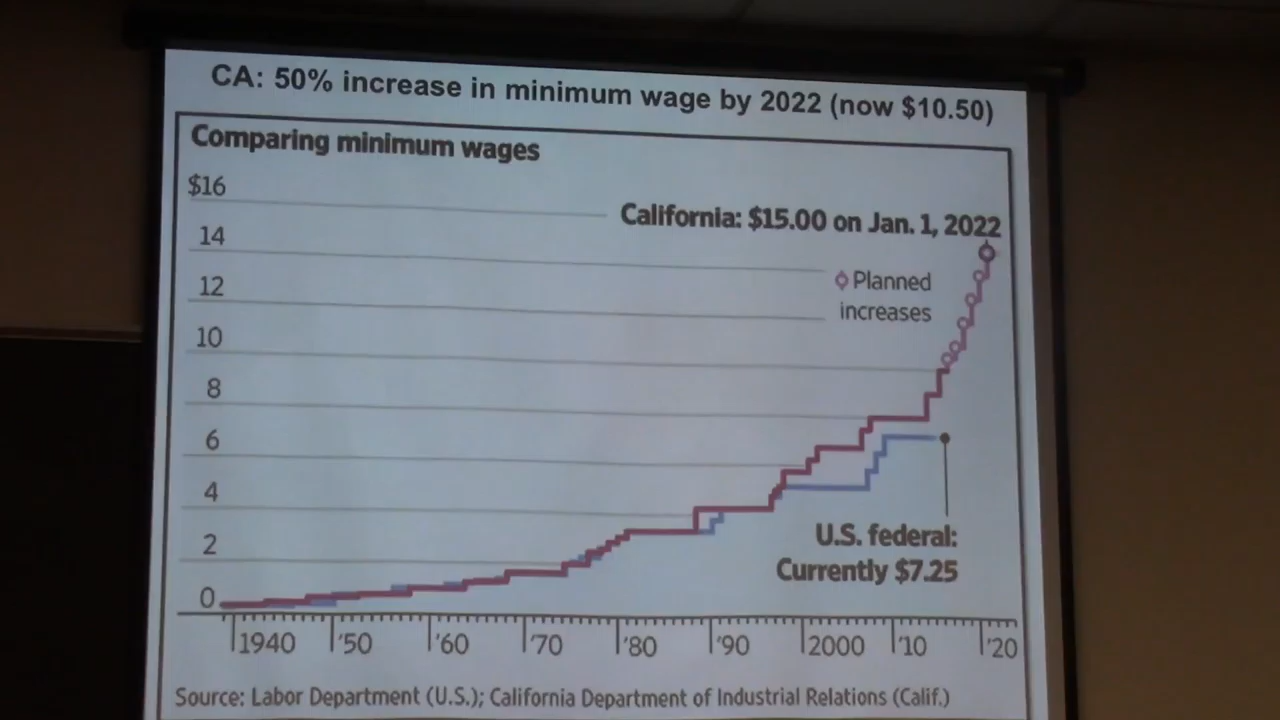 CA: 50% increase in minimum wage by 2022 (now $10.50)
Comparing minimum wages
$16
California: $15.00 on Jan. 1, 2022
14
Planned
12
increases
10
8
6
4
U.S. federal:
2
Currently $7.25
0
1940 '50 '60 '70 '80 '90 2000 '10 '20
Source: Labor Department (U.S.); California Department of Industrial Relations (Calif.)